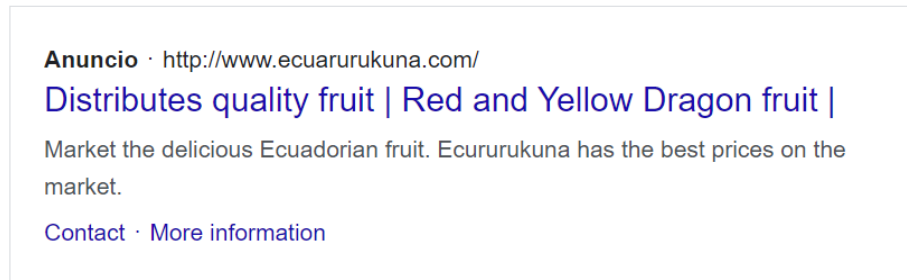 Anuncio · http://www.ecuarurukuna.com/
Distributes quality fruit | Red and Yellow Dragon fruit |
Market the delicious Ecuadorian fruit. Ecururukuna has the best prices on the
market.
Contact · More information